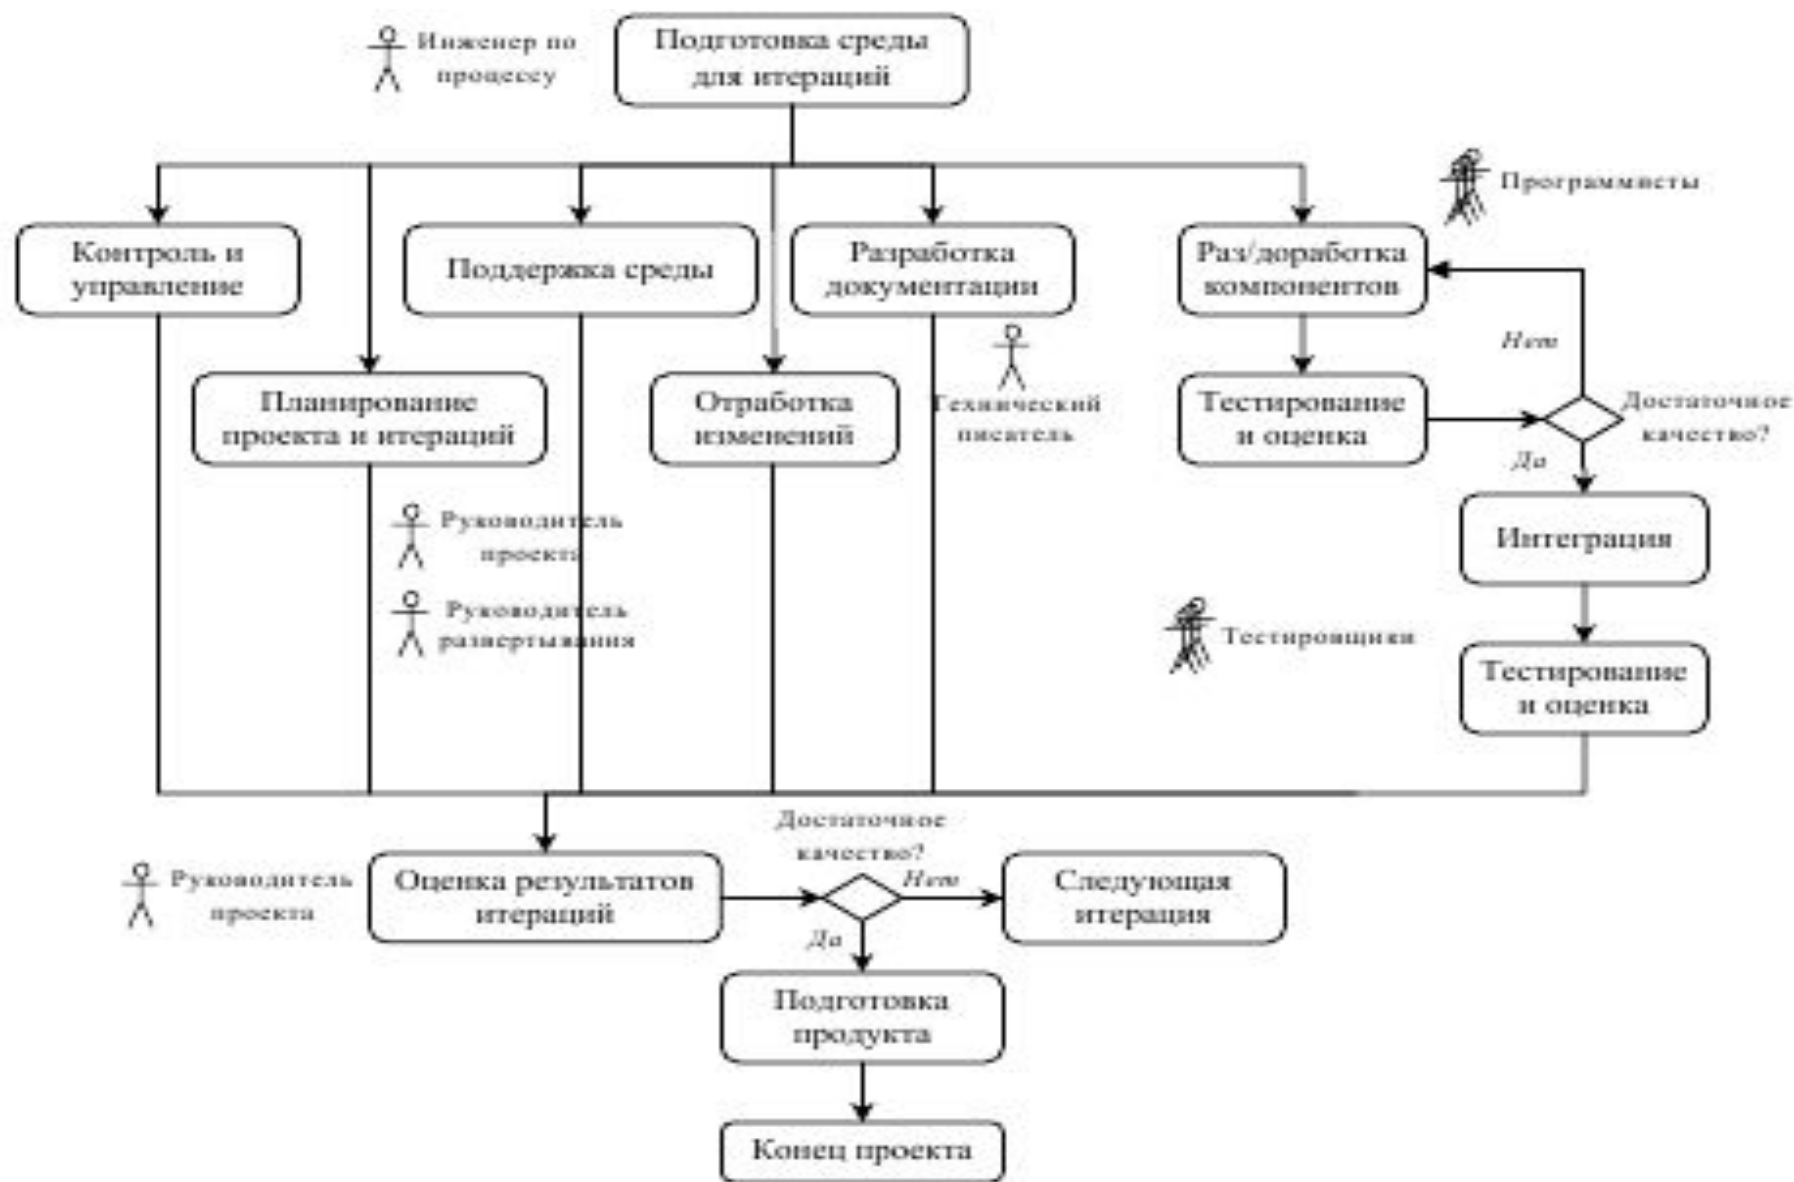 Инженер по
процессу
Подготовка среды
для итераций
Программисты
Контроль и
управление
Поддержка среды
Разработка
документации
Раз/доработка
компонентов
Нет
Планирование
проекта и итераций
Отработка
изменений
Технический
писатель
Тестирование
и оценка
Достаточное
качество?
Да
Руководитель
проекта
Интеграция
Руководитель
развертывания
Тестировщики
Тестирование
и оценка
Достаточное
качество?
Руководитель
проекта
Оценка результатов
итераций
Нет
Следующая
итерация
Да
Подготовка
продукта
Конец проекта